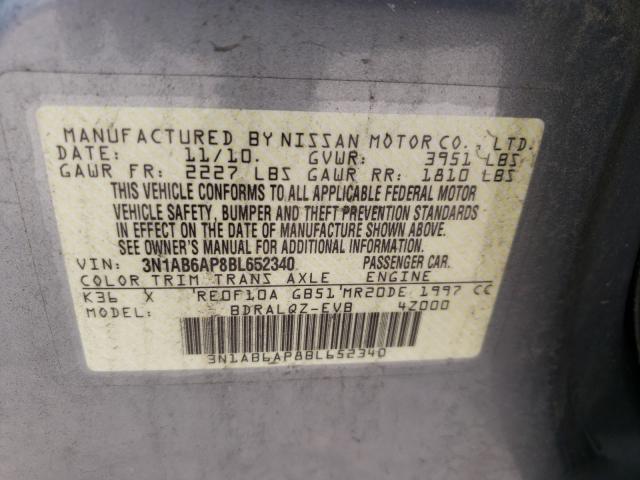 MANUFACTURED BY NISSAN MOTOR CO., LTD.
DATE: 11/10. GVWR: 3951 LBS
GAWR FR: 2227 LBS GAWR RR: 1810 LBS
THIS VEHICLE CONFORMS TO ALL APPLICABLE FEDERAL MOTOR
VEHICLE SAFETY, BUMPER AND THEFT PREVENTION STANDARDS
IN EFFECT ON THE DATE OF MANUFACTURE SHOWN ABOVE.
SEE OWNER'S MANUAL FOR ADDITIONAL INFORMATION.
VIN: 3N1AB6AP8BL652340 PASSENGER CAR.
COLOR TRIM TRANS AXLE ENGINE
K36 X RE0F10A GB51 MR20DE 1997 CC
MODEL: BDRALQZ-EVB 4Z000
3N1AB6AP8BL652340